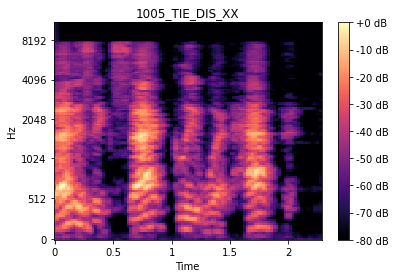 1005_TIE_DIS_XX
+0 dB
8192
-10 dB
4096
-20 dB
-30 dB
2048
Hz
-40 dB
1024
-50 dB
512
-60 dB
-70 dB
0
-80 dB
0
0.5
1
1.5
2
Time